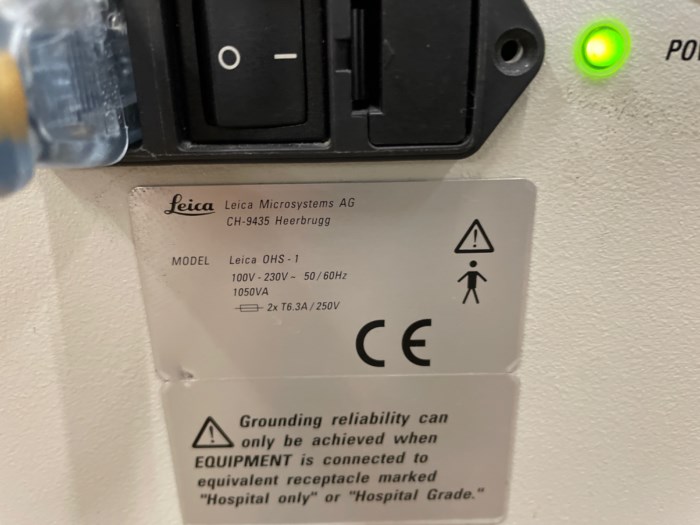 O I
PO
Leica Leica Microsystems AG
CH-9435 Heerbrugg
MODEL Leica OHS-1
100V-230V~ 50/60Hz
1050VA
2x T6.3A/250V
CE
Grounding reliability can
only be achieved when
EQUIPMENT is connected to
equivalent receptacle marked
"Hospital only" or "Hospital Grade."